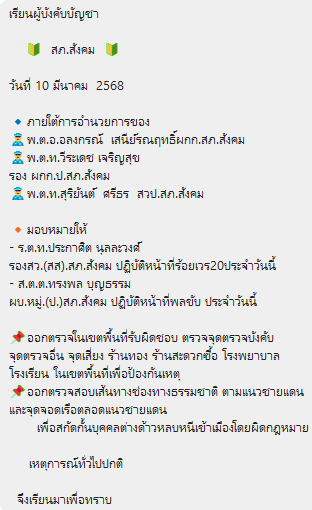 เรียนผู้บังคับบัญชา
🔰 สภ.สังคม 🔰
วันที่ 10 มีนาคม 2568
🔹ภายใต้การอำนวยการของ
👮พ.ต.อ.อลงกรณ์ เสนีย์รณฤทธิ์ผกก.สภ.สังคม
👮พ.ต.ท.วีระเดช เจริญสุข
รอง ผกก.ป.สภ.สังคม
👮พ.ต.ท.สุริยันต์ ศรีธร สวป.สภ.สังคม
🔸มอบหมายให้
- ร.ต.ท.ประกาศิต นุลละวงศ์
รองสว.(สส).สภ.สังคม ปฏิบัติหน้าที่ร้อยเวร20ประจำวันนี้
- ส.ต.ต.ทรงพล บุญธรรม
ผบ.หมู่.(ป.)สภ.สังคม ปฏิบัติหน้าที่พลขับ ประจำวันนี้
📌ออกตรวจในเขตพื้นที่รับผิดชอบ ตรวจจุดตรวจบังคับ
จุดตรวจอื่น จุดเสี่ยง ร้านทอง ร้านสะดวกซื้อ โรงพยาบาล
โรงเรียน ในเขตพื้นที่เพื่อป้องกันเหตุ
📌ออกตรวจสอบเส้นทางช่องทางธรรมชาติ ตามแนวชายแดน
และจุดจอดเรือตลอดแนวชายแดน
เพื่อสกัดกั้นบุคคลต่างด้าวหลบหนีเข้าเมืองโดยผิดกฎหมาย
เหตุการณ์ทั่วไปปกติ
จึงเรียนมาเพื่อทราบ